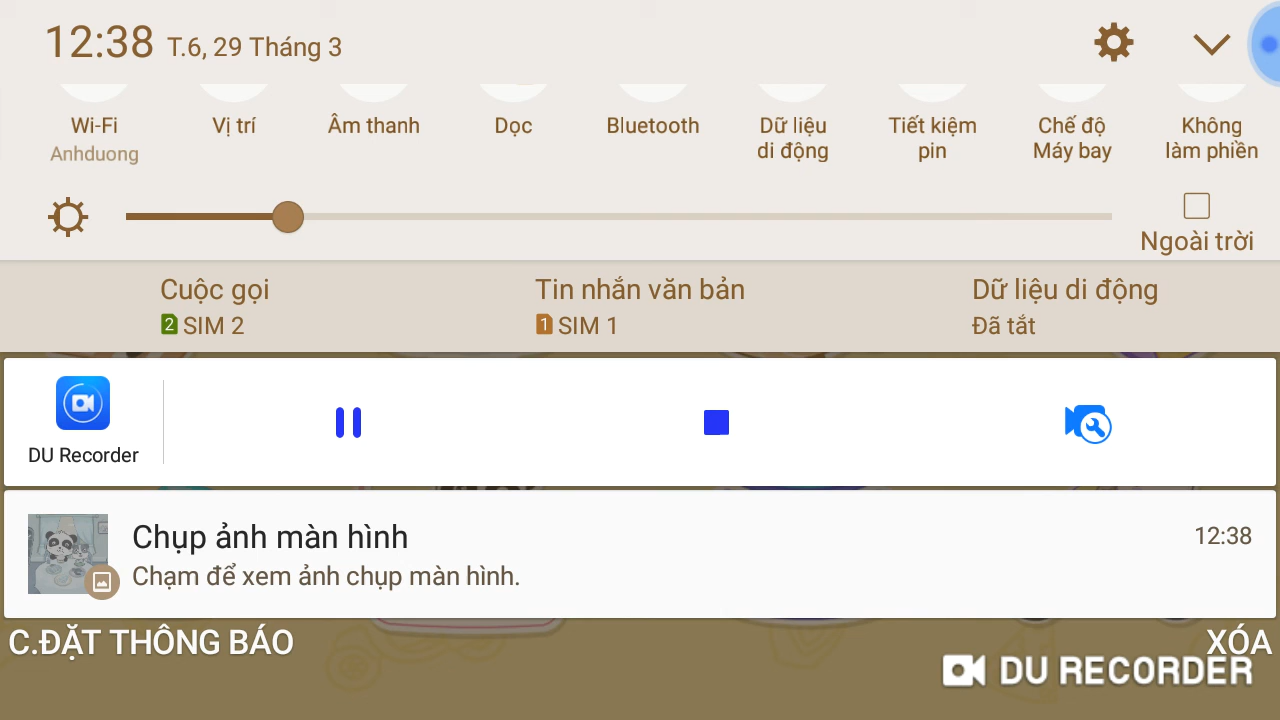 12:38 T.6, 29 Tháng 3
Wi-Fi Vị trí Âm thanh Dọc Bluetooth Dữ liệu Tiết kiệm Chế độ Không
Anhduong di động pin Máy bay làm phiền
Ngoài trời
Cuộc gọi Tin nhắn văn bản Dữ liệu di động
2 SIM 2 1 SIM 1 Đã tắt
DU Recorder
Chụp ảnh màn hình 12:38
Chạm để xem ảnh chụp màn hình.
C.ĐẶT THÔNG BÁO XÓA
DU RECORDER